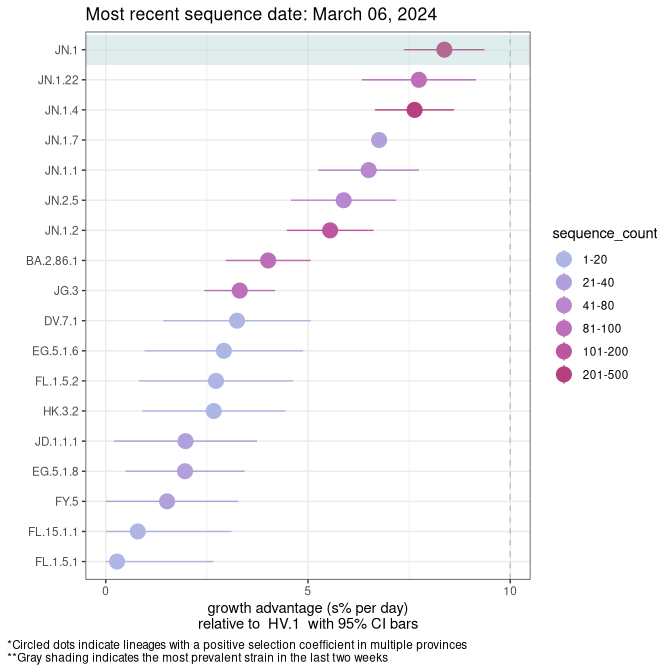 Most recent sequence date: March 06, 2024
JN.1
JN.1.22
JN.1.4
JN.1.7
JN.1.1
JN.2.5
JN.1.2
BA.2.86.1
JG.3
DV.7.1
EG.5.1.6
FL.1.5.2
HK.3.2
JD.1.1.1
EG.5.1.8
FY.5
FL.15.1.1
FL.1.5.1
0 5 10
growth advantage (s% per day)
relative to HV.1 with 95% CI bars
sequence_count
1-20
21-40
41-80
81-100
101-200
201-500
*Circled dots indicate lineages with a positive selection coefficient in multiple provinces
**Gray shading indicates the most prevalent strain in the last two weeks